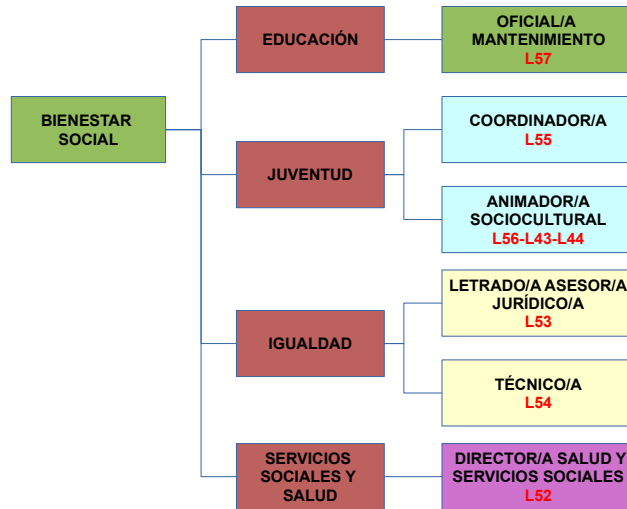 BIENESTAR
SOCIAL
EDUCACIÓN
OFICIAL/A
MANTENIMIENTO
L57
JUVENTUD
COORDINADOR/A
L55
ANIMADOR/A
SOCIOCULTURAL
L56-L43-L44
IGUALDAD
LETRADO/A ASESOR/A
JURÍDICO/A
L53
TÉCNICO/A
L54
SERVICIOS
SOCIALES Y
SALUD
DIRECTOR/A SALUD Y
SERVICIOS SOCIALES
L52